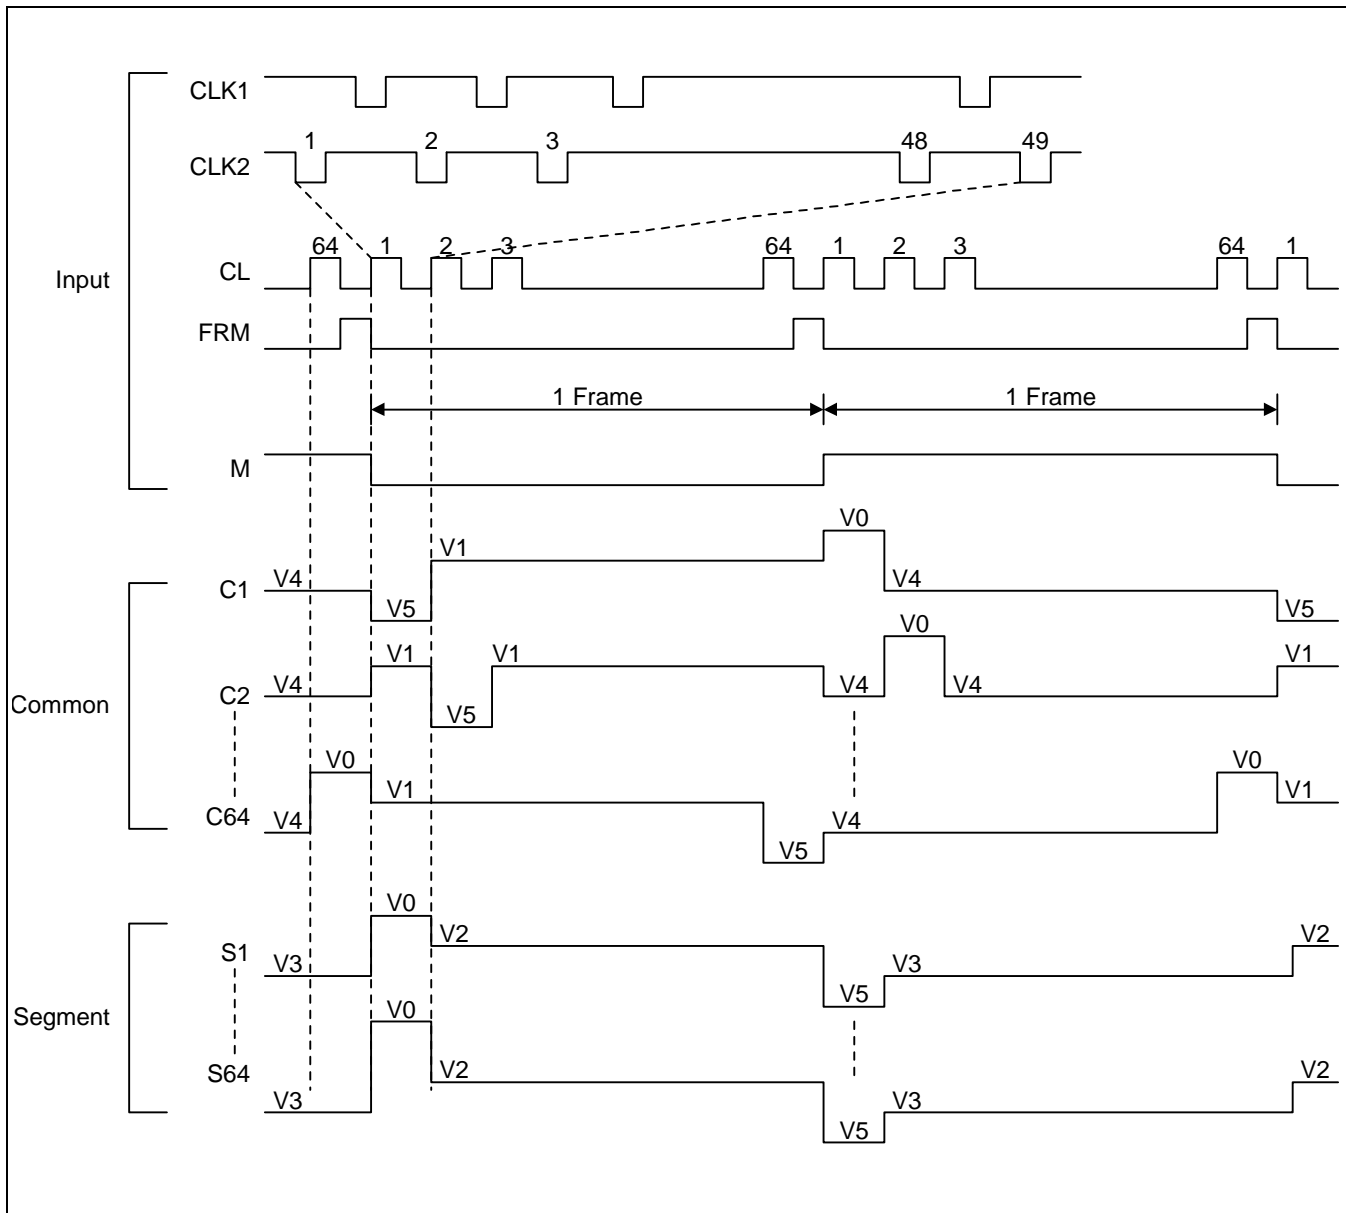 CLK1
1 2 3 48 49
CLK2
64 1 2 3 64 1 2 3 64 1
CL
Input
FRM
1 Frame 1 Frame
M
V0
V1
C1 V4 V4
V5 V5
V0
V1 V1 V1
C2 V4 V4 V4
Common
V5
V0 V0
V1 V1
C64 V4 V4
V5
V0
S1 V2 V2
V3 V3
V5
Segment
V0
S64 V2 V2
V3 V3
V5